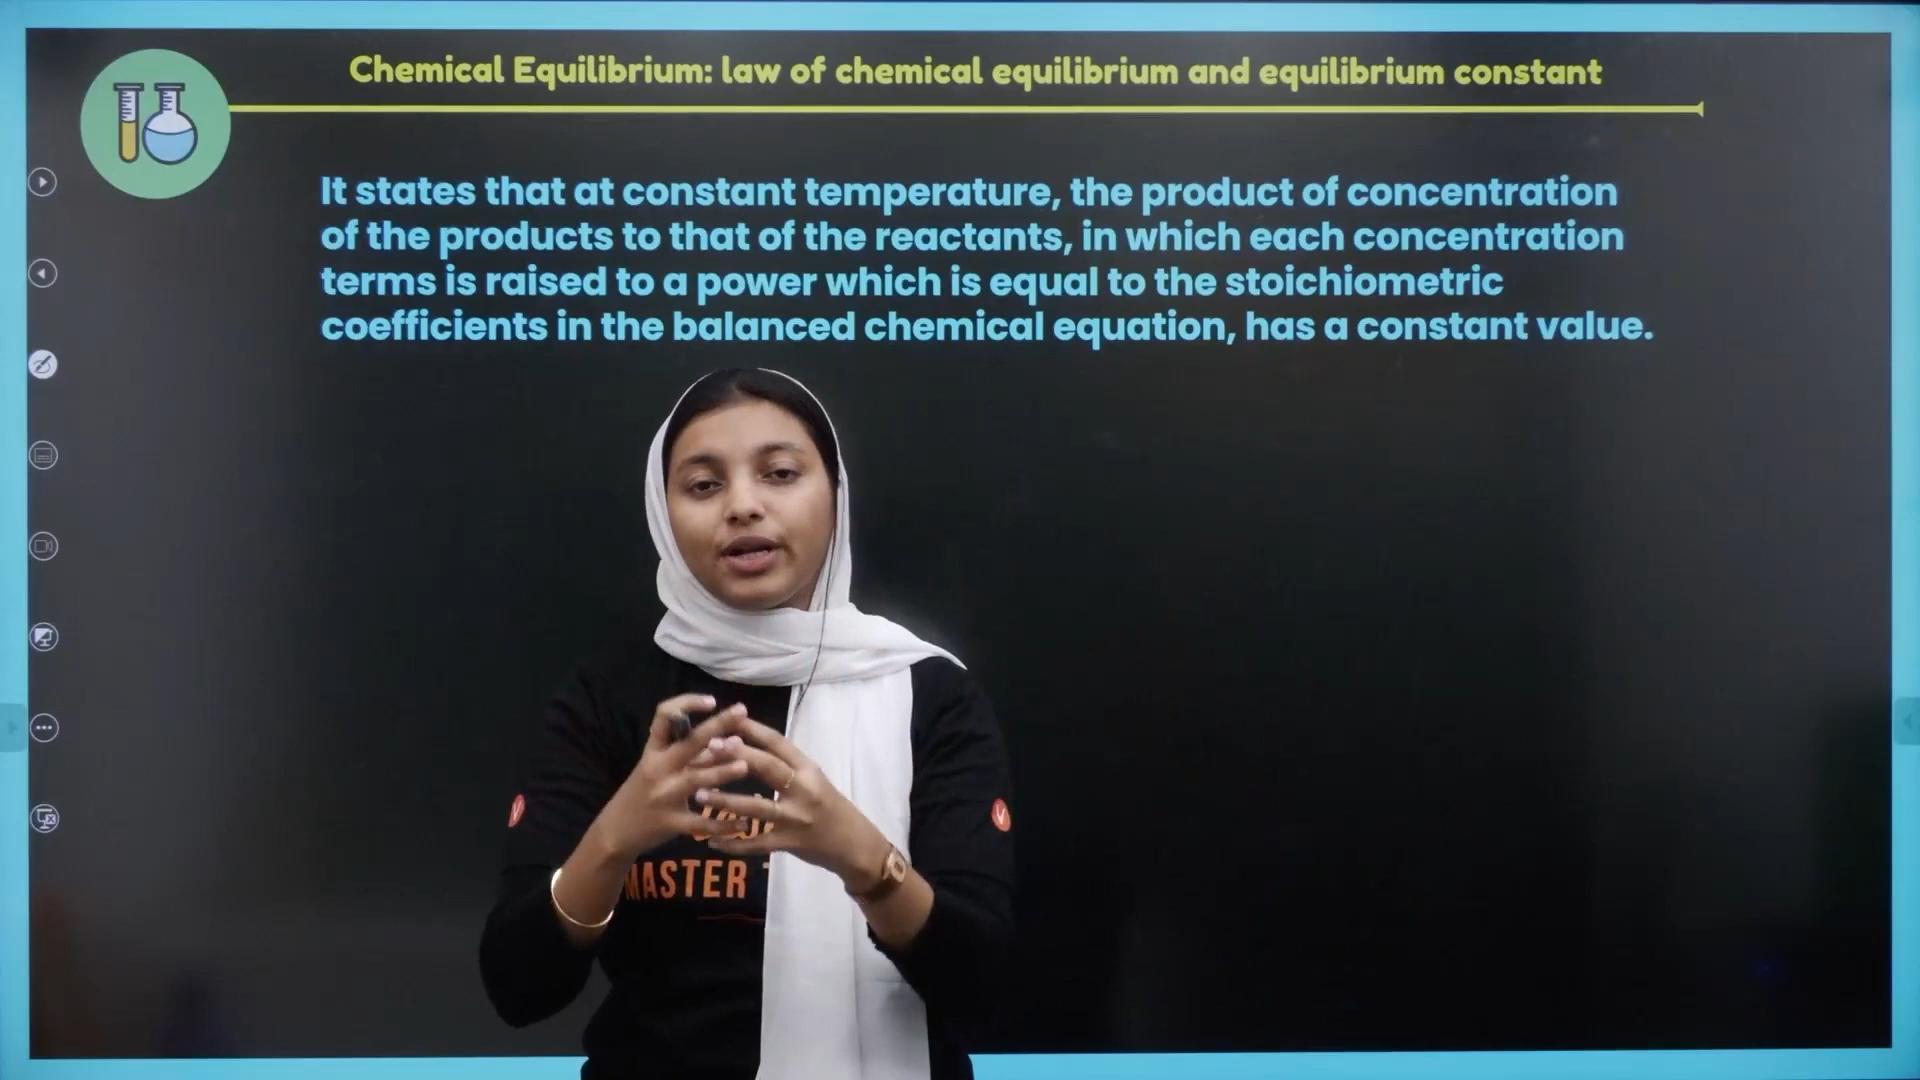 Chemical Equilibrium: law of chemical equilibrium and equilibrium constant
It states that at constant temperature, the product of concentration
of the products to that of the reactants, in which each concentration
terms is raised to a power which is equal to the stoichiometric
coefficients in the balanced chemical equation, has a constant value.
MASTER